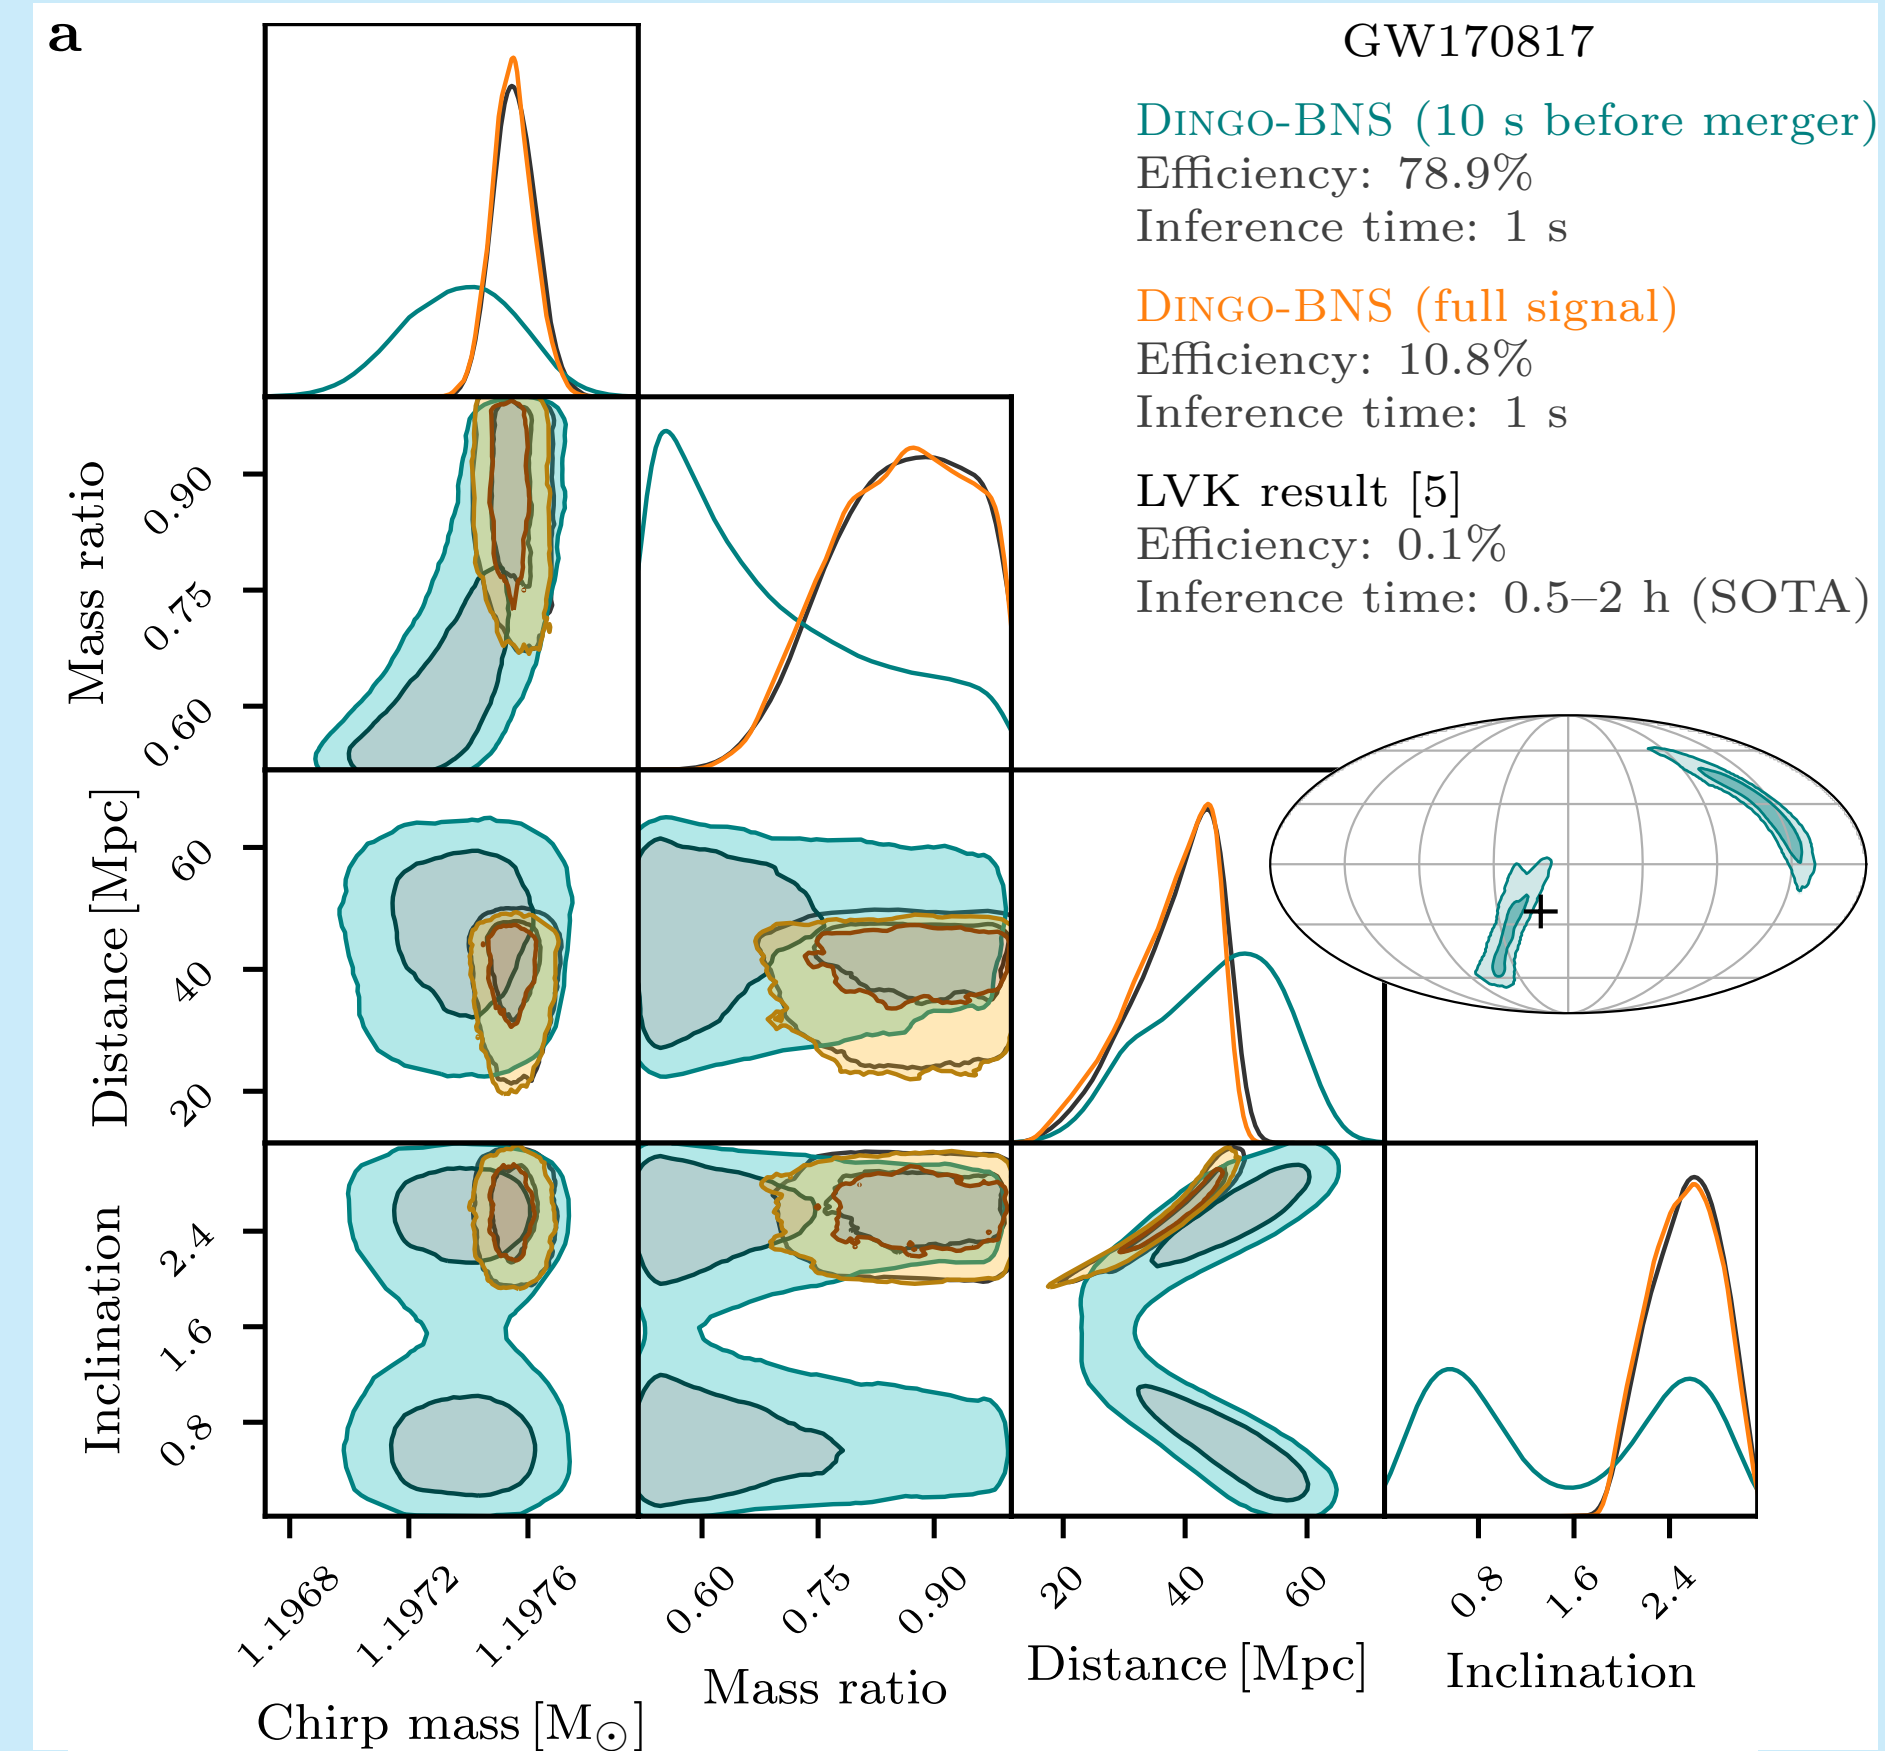 a
GW170817
DINGO-BNS (10 s before merger)
Efficiency: 78.9%
Inference time: 1 s
DINGO-BNS (full signal)
Efficiency: 10.8%
Inference time: 1 s
LVK result [5]
Efficiency: 0.1%
Inference time: 0.5–2 h (SOTA)
Mass ratio
0.90
0.75
0.60
Distance [Mpc]
60
40
20
Inclination
2.4
1.6
0.8
1.1968
1.1972
1.1976
0.60
0.75
0.90
20
40
60
0.8
1.6
2.4
Chirp mass [M⊙]
Mass ratio
Distance [Mpc]
Inclination